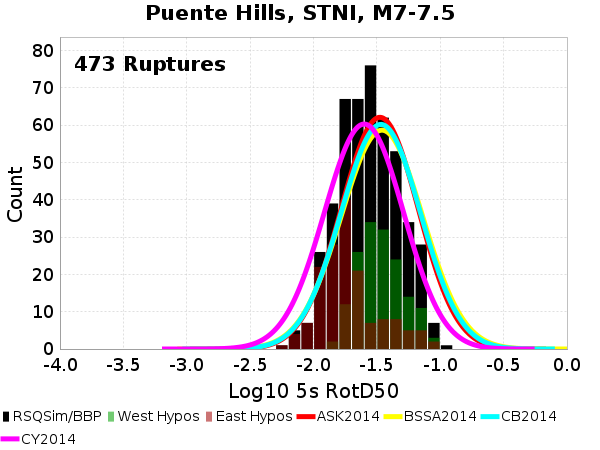 Puente Hills, STNI, M7-7.5
473 Ruptures
Count
80
70
60
50
40
30
20
10
0
-4.0 -3.5 -3.0 -2.5 -2.0 -1.5 -1.0 -0.5 0.0
Log10 5s RotD50
RSQSim/BBP West Hypos East Hypos ASK2014 BSSA2014 CB2014
CY2014